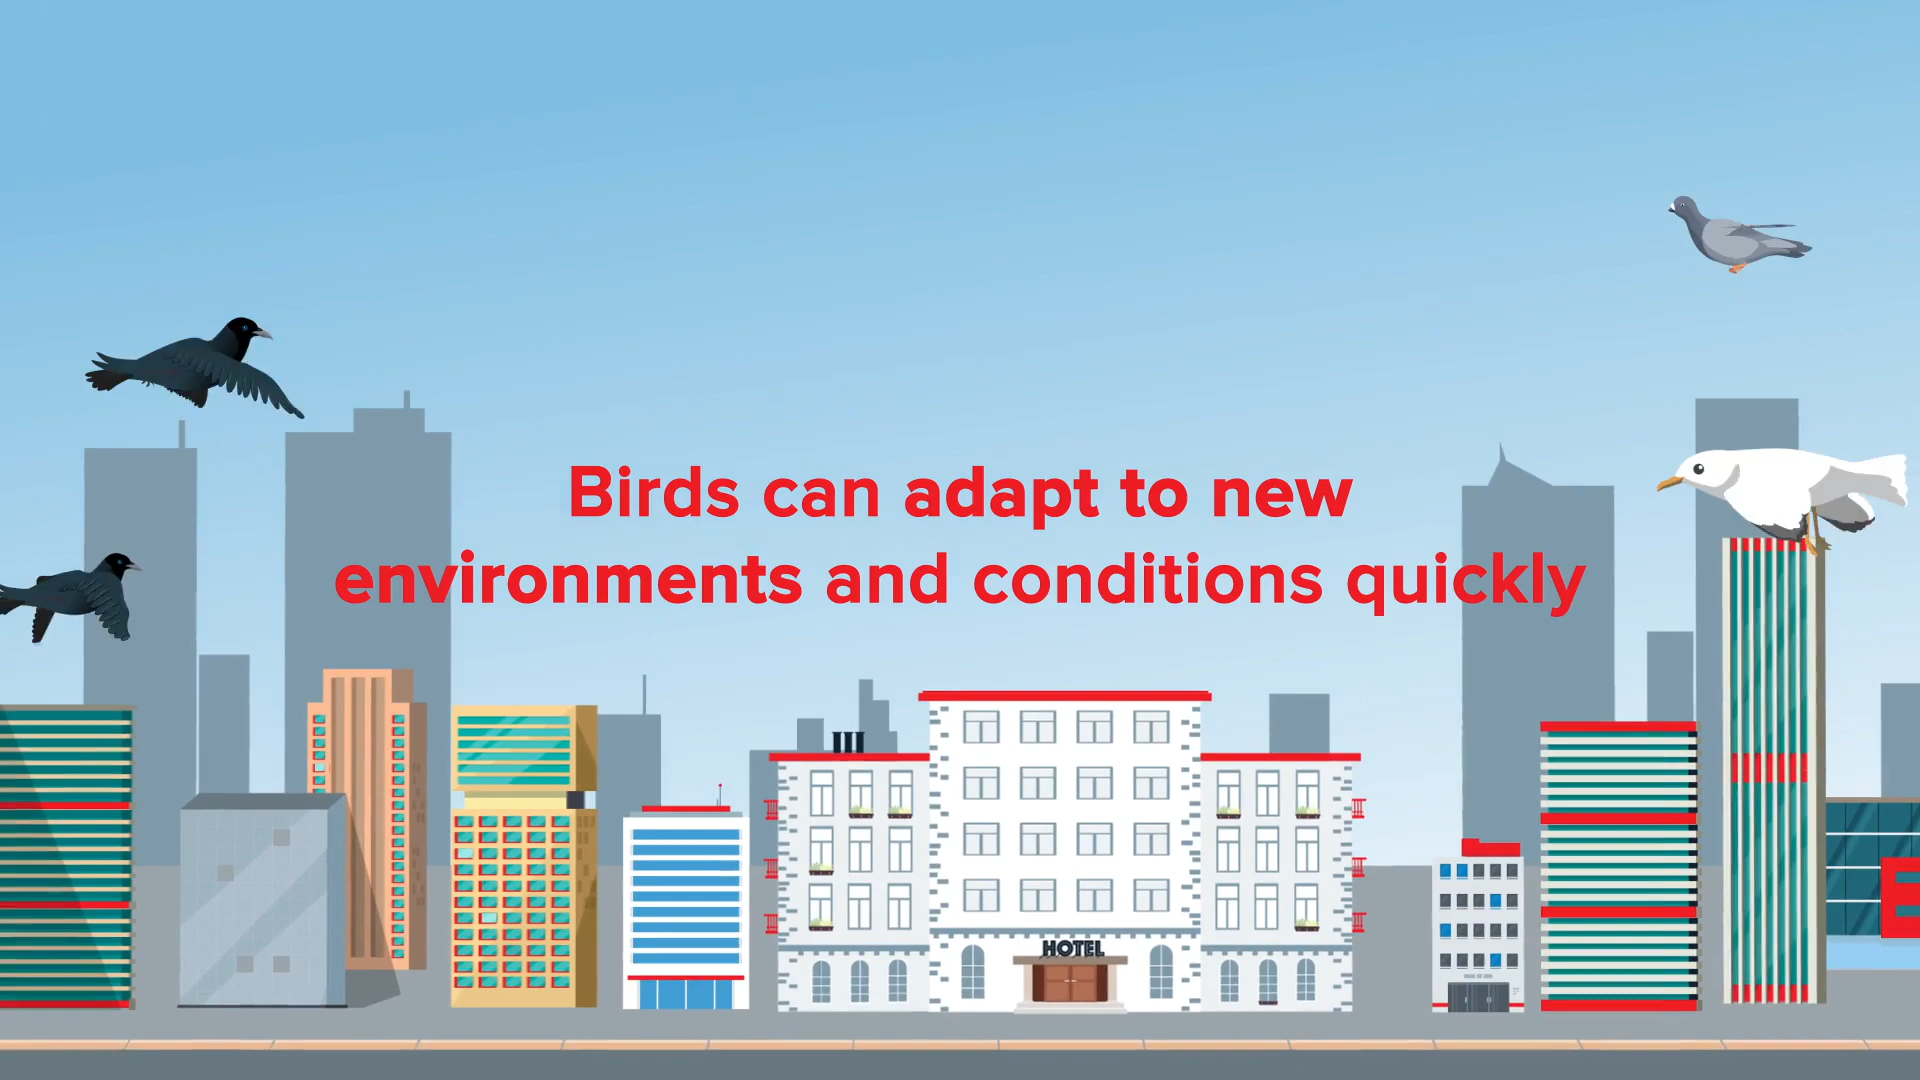 Birds can adapt to new
environments and conditions quickly
HOTEL
E